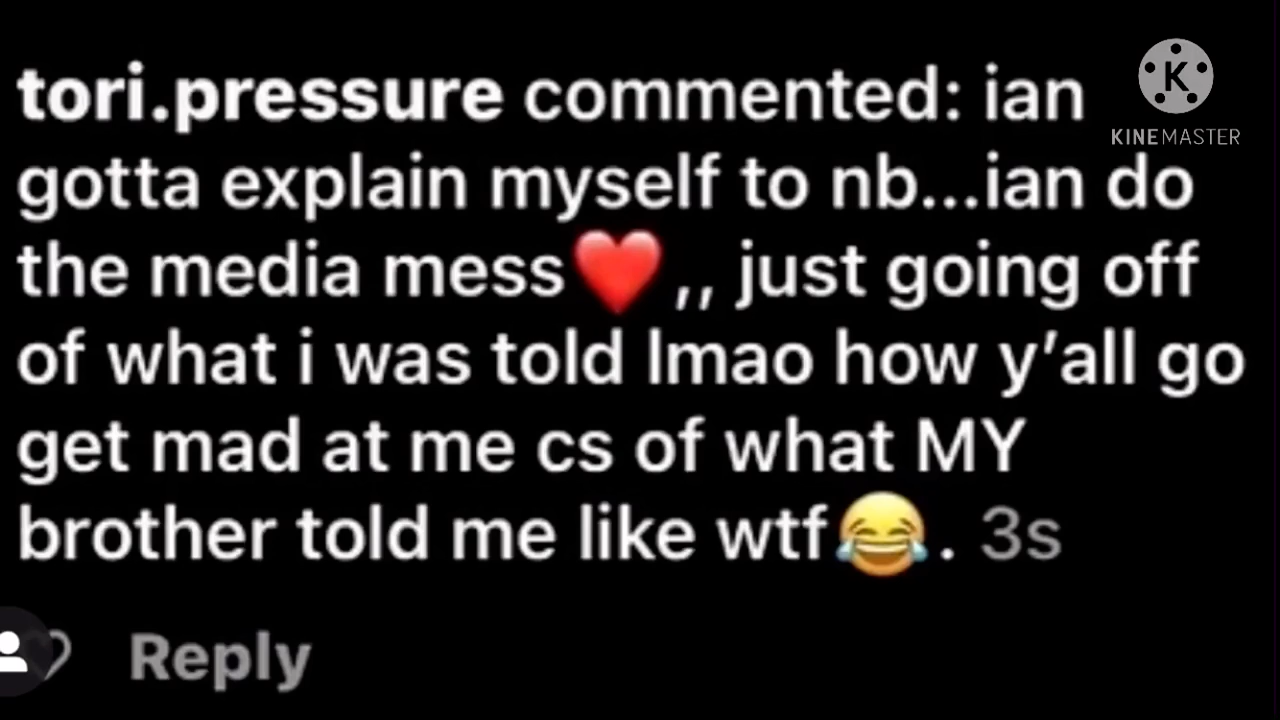 tori.pressure commented: ian
gotta explain myself to nb...ian do
the media mess❤️,, just going off
of what i was told lmao how y’all go
get mad at me cs of what MY
brother told me like wtf😂. 3s
Reply
K
KINEMASTER